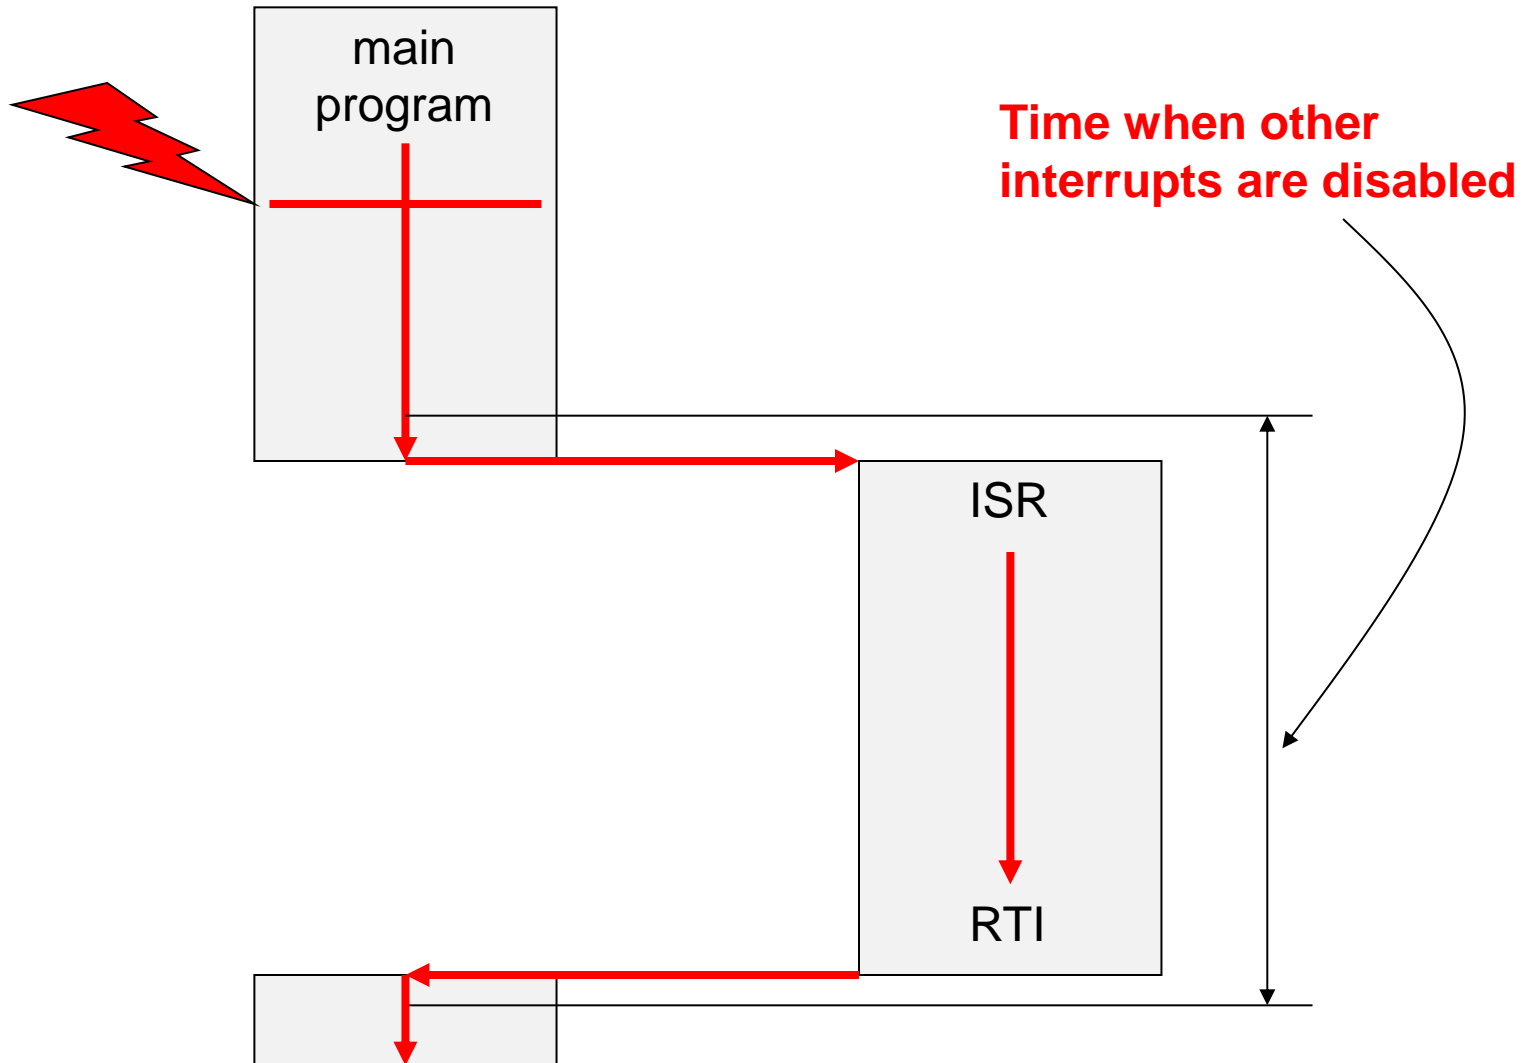 main
program
Time when other
interrupts are disabled
ISR
RTI